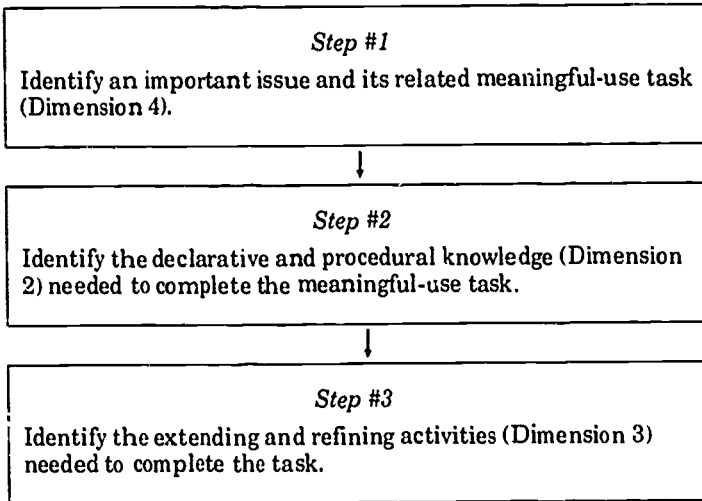 Step #1
Identify an important issue and its related meaningful-use task
(Dimension 4).
Step #2
Identify the declarative and procedural knowledge (Dimension
2) needed to complete the meaningful-use task.
Step #3
Identify the extending and refining activities (Dimension 3)
needed to complete the task.